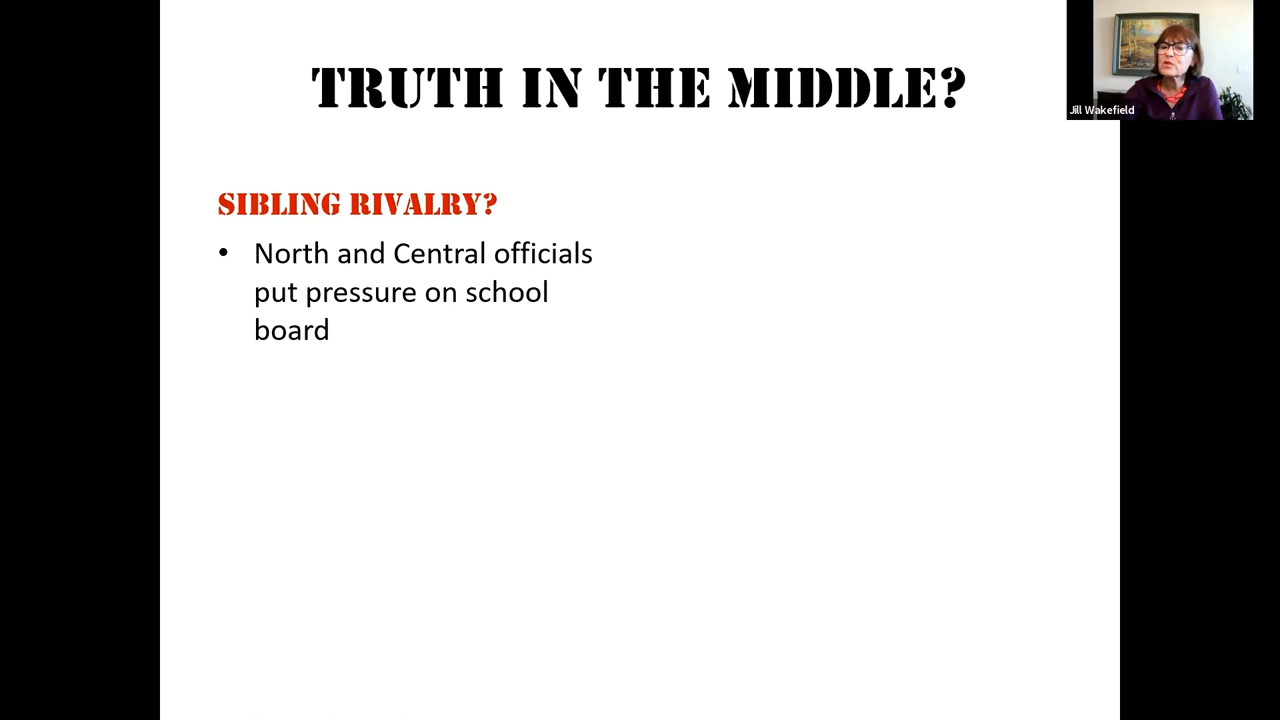 TRUTH IN THE MIDDLE?
Jill Wakefield
SIBLING RIVALRY?
• North and Central officials
put pressure on school
board